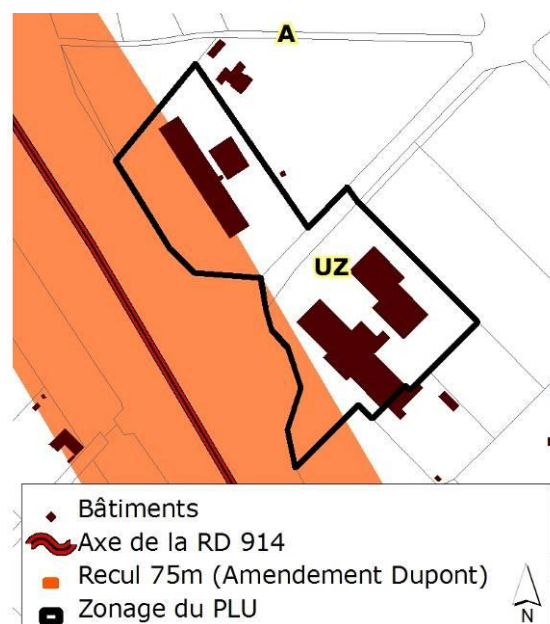 A
UZ
Bâtiments
Axe de la RD 914
Recul 75m (Amendement Dupont)
Zonage du PLU
N